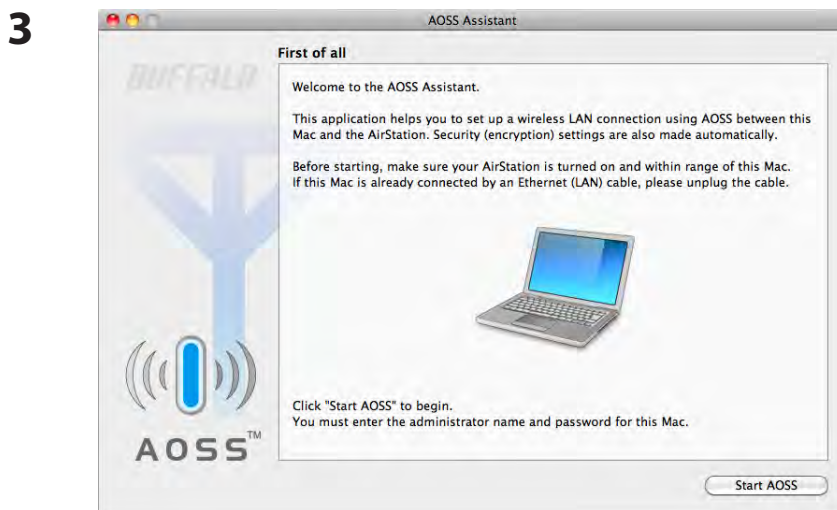 3
AOSS Assistant
First of all
BUFFALO
Welcome to the AOSS Assistant.
This application helps you to set up a wireless LAN connection using AOSS between this
Mac and the AirStation. Security (encryption) settings are also made automatically.
Before starting, make sure your AirStation is turned on and within range of this Mac.
If this Mac is already connected by an Ethernet (LAN) cable, please unplug the cable.
Click "Start AOSS" to begin.
You must enter the administrator name and password for this Mac.
AOSS™
Start AOSS